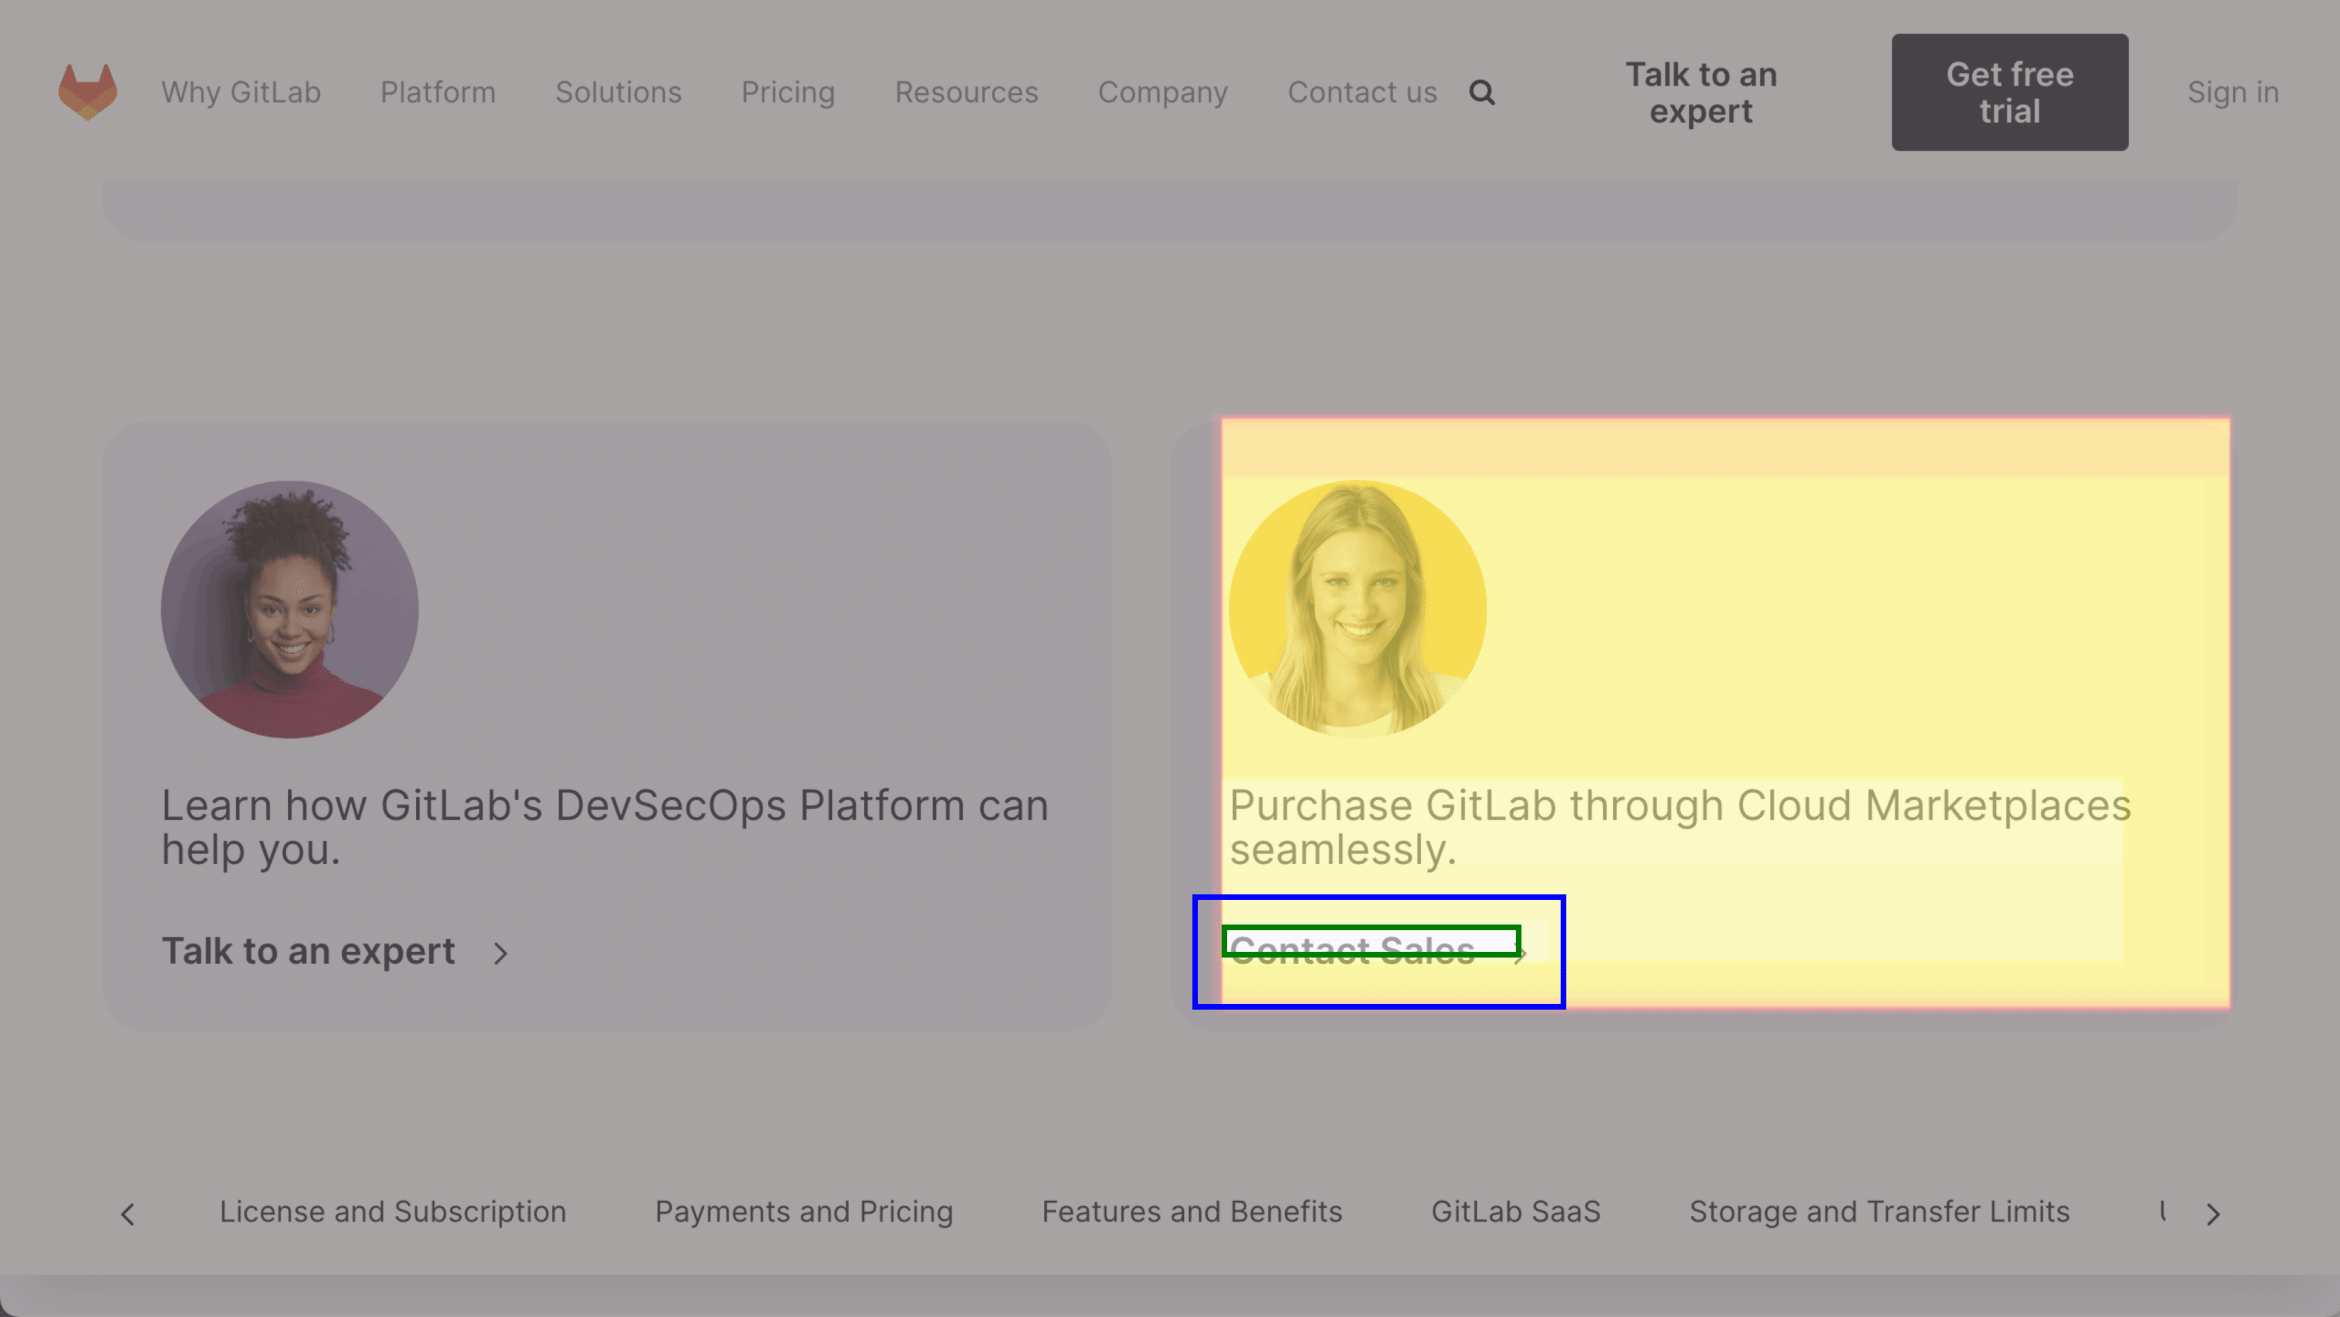 Why GitLab Platform Solutions Pricing Resources Company Contact us Talk to an expert Get free trial Sign in
Learn how GitLab's DevSecOps Platform can
help you.
Talk to an expert
Purchase GitLab through Cloud Marketplaces
seamlessly.
Contact Sales
License and Subscription Payments and Pricing Features and Benefits GitLab SaaS Storage and Transfer Limits